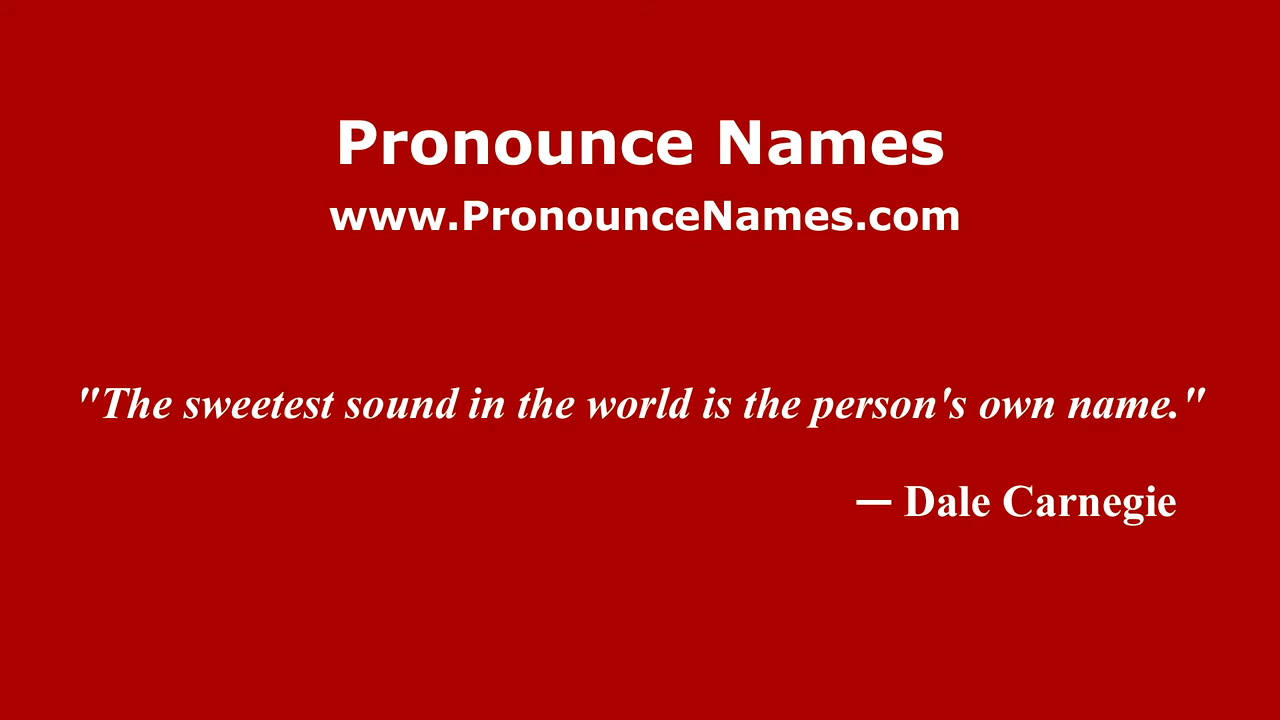 Pronounce Names
www.PronounceNames.com
"The sweetest sound in the world is the person's own name."
— Dale Carnegie